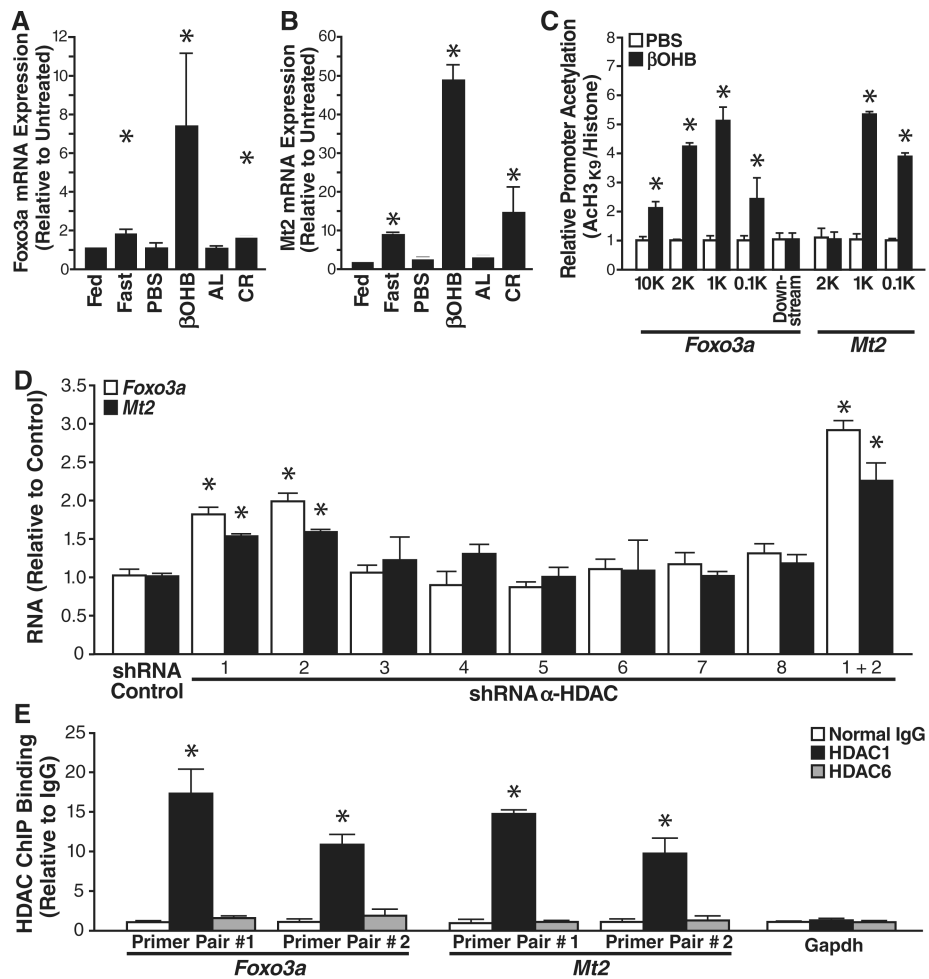 A
Foxo3a mRNA Expression
(Relative to Untreated)
12
10
8
6
4
2
0
*
*
*
Fed
Fast
PBS
βOHB
AL
CR
B
Mt2 mRNA Expression
(Relative to Untreated)
60
50
40
30
20
10
0
*
*
*
Fed
Fast
PBS
βOHB
AL
CR
C
Relative Promoter Acetylation
(AcH3 K9/Histone)
8
7
6
5
4
3
2
1
0
PBS
βOHB
*
*
*
*
*
*
10K 2K 1K 0.1K Down-
stream
2K 1K 0.1K
Foxo3a Mt2
D
RNA (Relative to Control)
3.5
3.0
2.5
2.0
1.5
1.0
0.5
0
Foxo3a
Mt2
*
*
*
*
*
*
shRNA
Control
1 2 3 4 5 6 7 8 1 + 2
shRNA α-HDAC
E
HDAC ChIP Binding
(Relative to IgG)
25
20
15
10
5
0
Normal IgG
HDAC1
HDAC6
*
*
*
*
Primer Pair #1 Primer Pair #2 Primer Pair #1 Primer Pair #2 Gapdh
Foxo3a Mt2